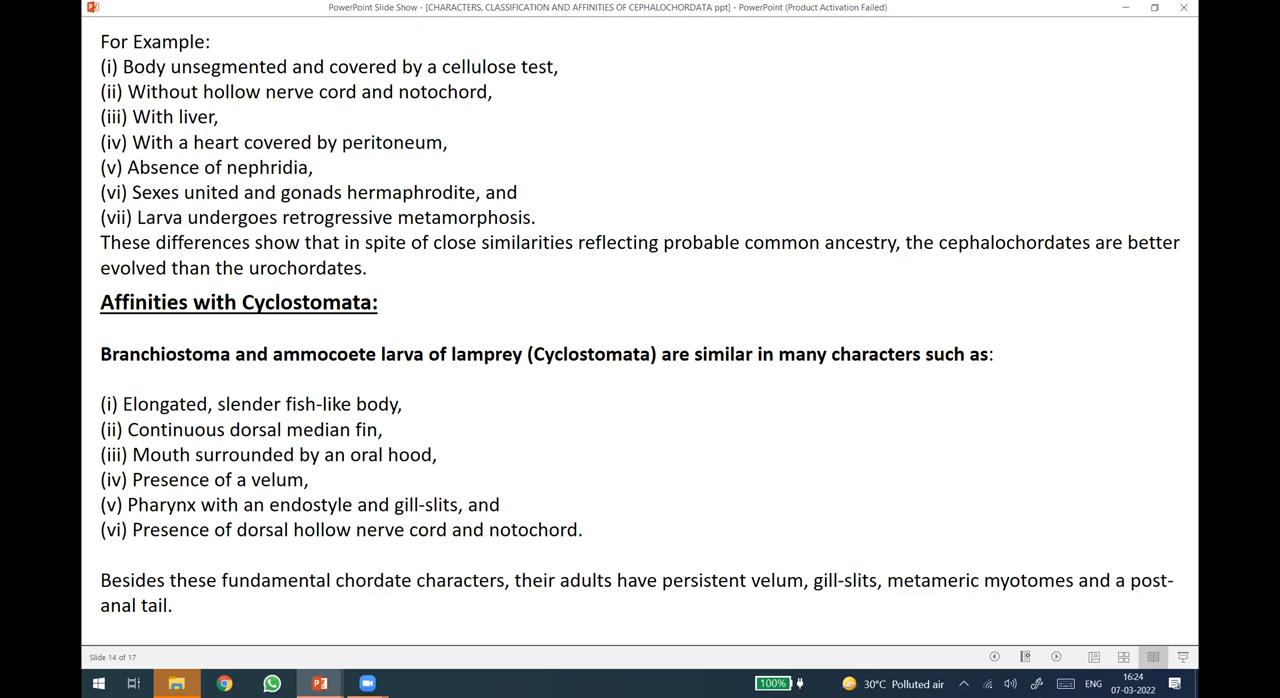 PowerPoint Slide Show - [CHARACTERS, CLASSIFICATION AND AFFINITIES OF CEPHALOCHORDATA ppt] - PowerPoint (Product Activation Failed)
For Example:
(i) Body unsegmented and covered by a cellulose test,
(ii) Without hollow nerve cord and notochord,
(iii) With liver,
(iv) With a heart covered by peritoneum,
(v) Absence of nephridia,
(vi) Sexes united and gonads hermaphrodite, and
(vii) Larva undergoes retrogressive metamorphosis.
These differences show that in spite of close similarities reflecting probable common ancestry, the cephalochordates are better
evolved than the urochordates.
Affinities with Cyclostomata:
Branchiostoma and ammocoete larva of lamprey (Cyclostomata) are similar in many characters such as:
(i) Elongated, slender fish-like body,
(ii) Continuous dorsal median fin,
(iii) Mouth surrounded by an oral hood,
(iv) Presence of a velum,
(v) Pharynx with an endostyle and gill-slits, and
(vi) Presence of dorsal hollow nerve cord and notochord.
Besides these fundamental chordate characters, their adults have persistent velum, gill-slits, metameric myotomes and a post-
anal tail.
Slide 14 of 17
100% 30°C Polluted air ENG 16:24
07-03-2022